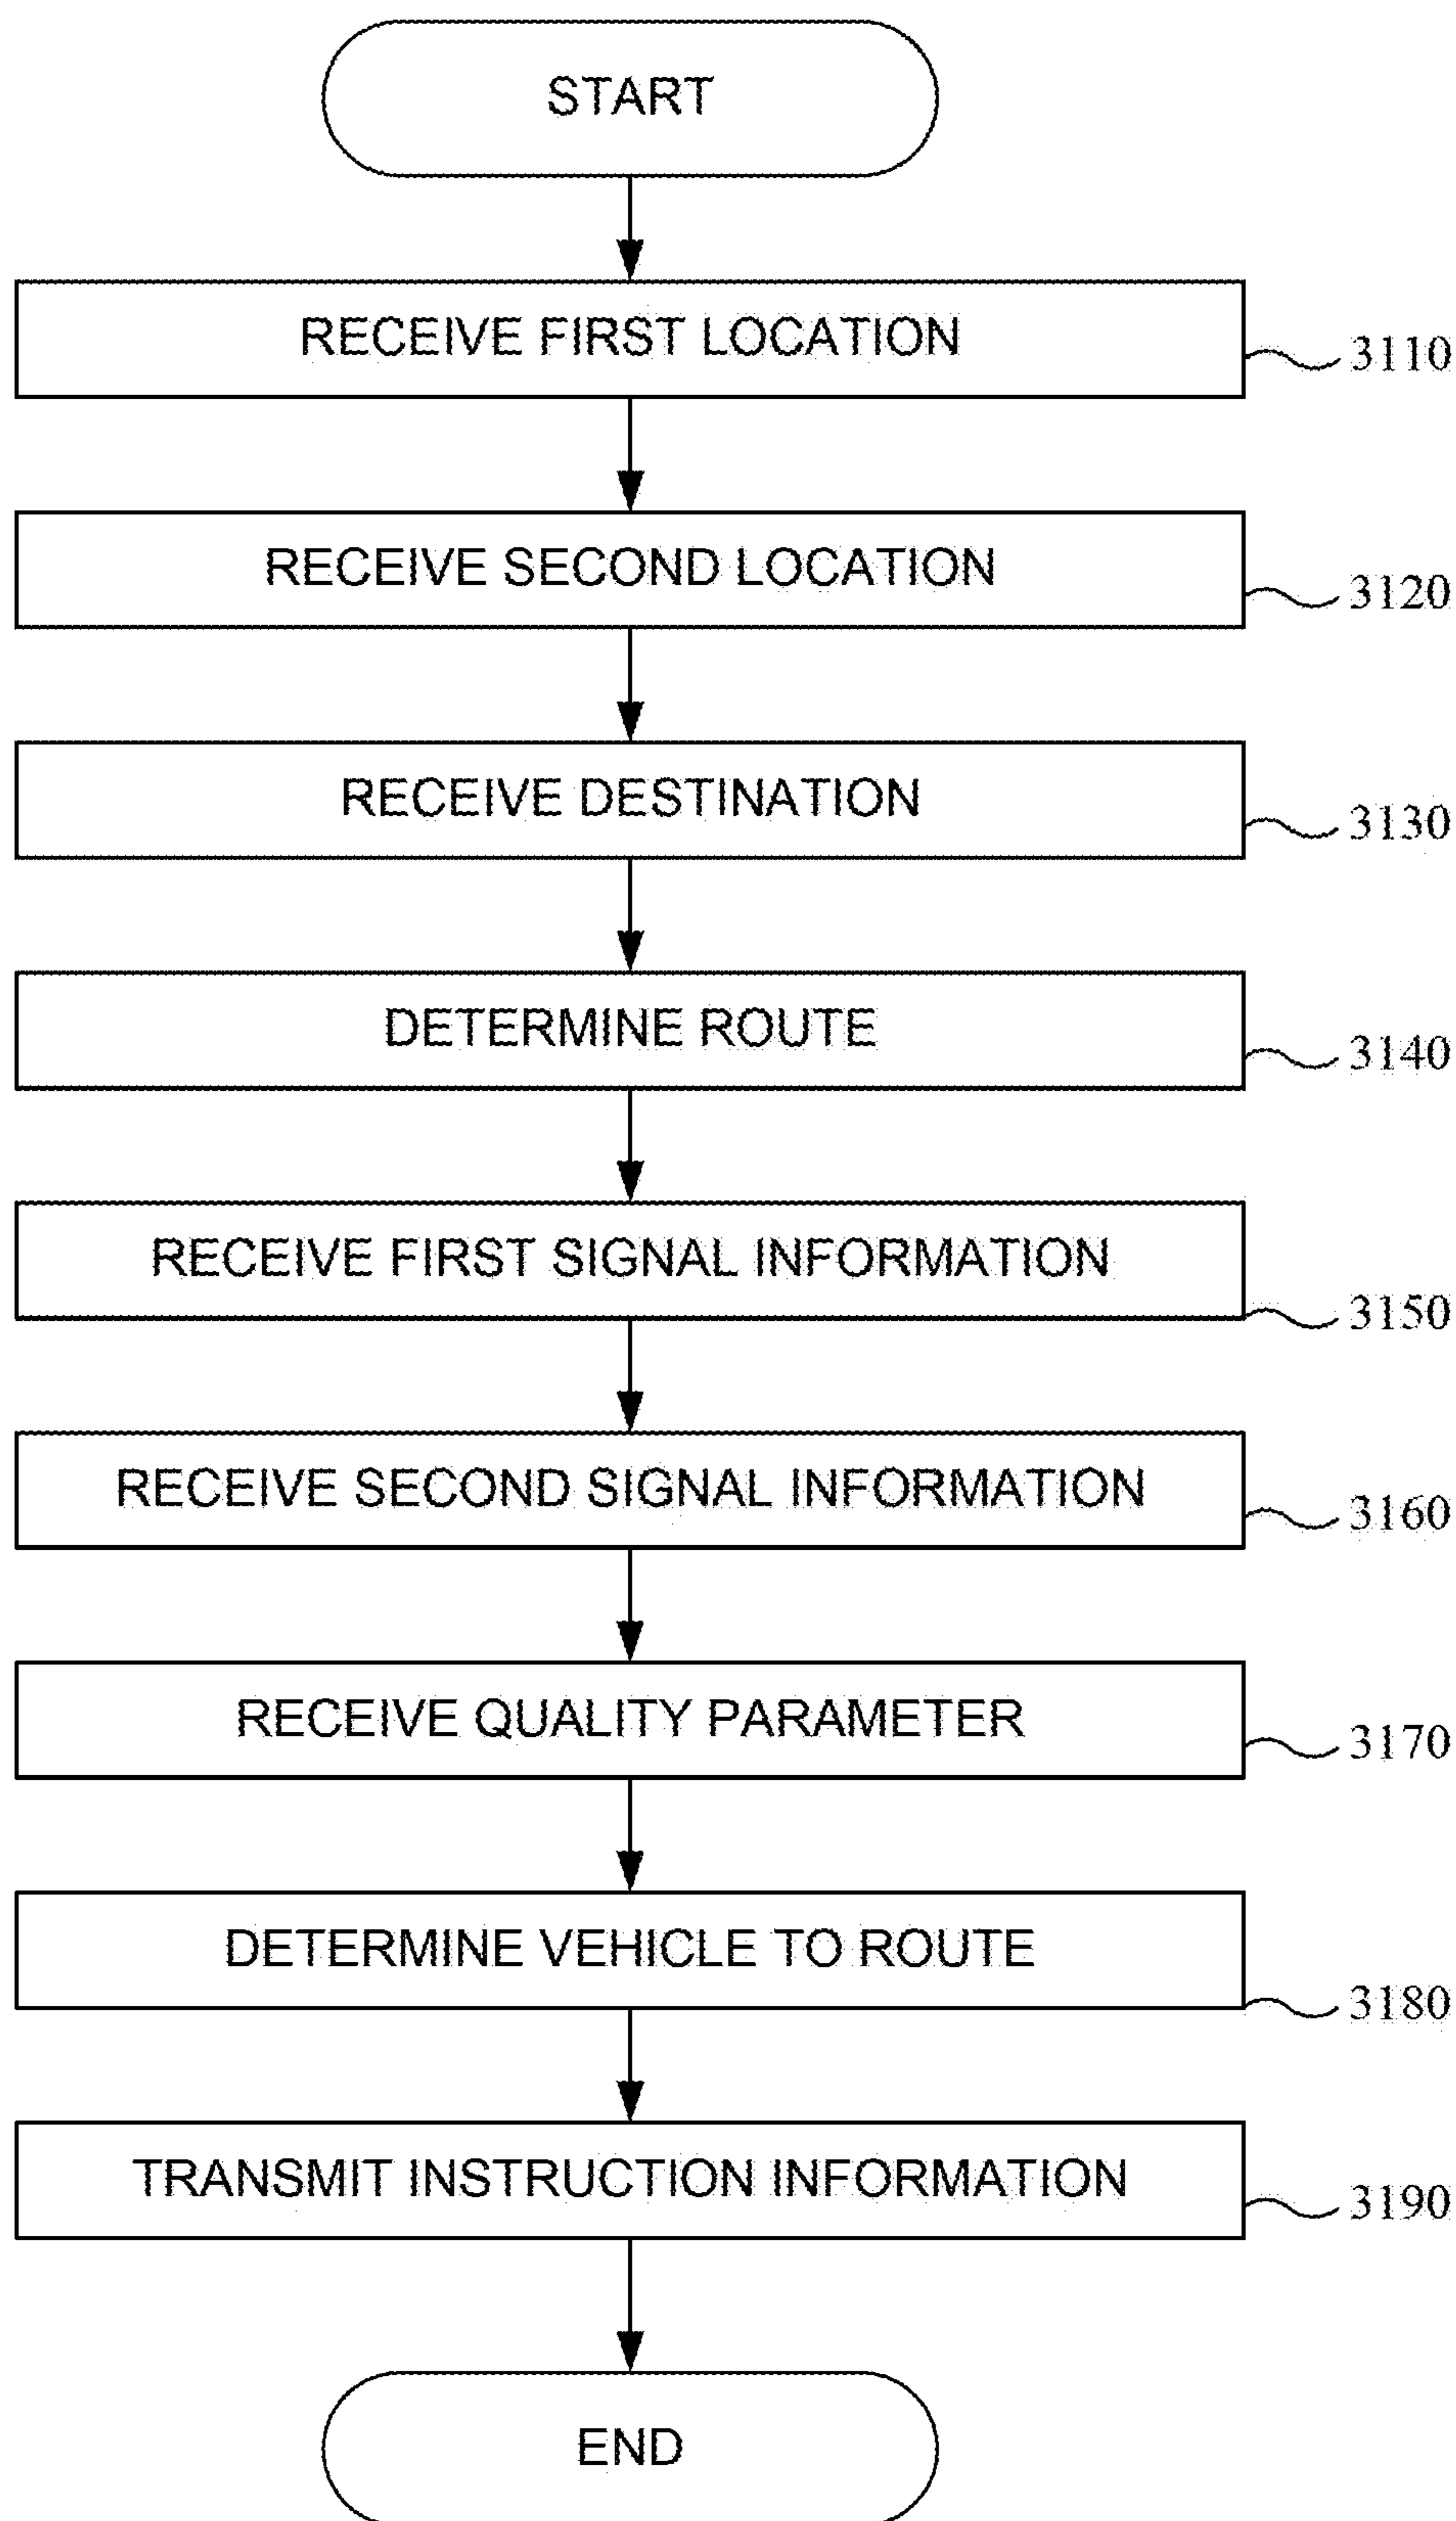 START
RECEIVE FIRST LOCATION
3110
RECEIVE SECOND LOCATION
3120
RECEIVE DESTINATION
3130
DETERMINE ROUTE
3140
RECEIVE FIRST SIGNAL INFORMATION
3150
RECEIVE SECOND SIGNAL INFORMATION
3160
RECEIVE QUALITY PARAMETER
3170
DETERMINE VEHICLE TO ROUTE
3180
TRANSMIT INSTRUCTION INFORMATION
3190
END